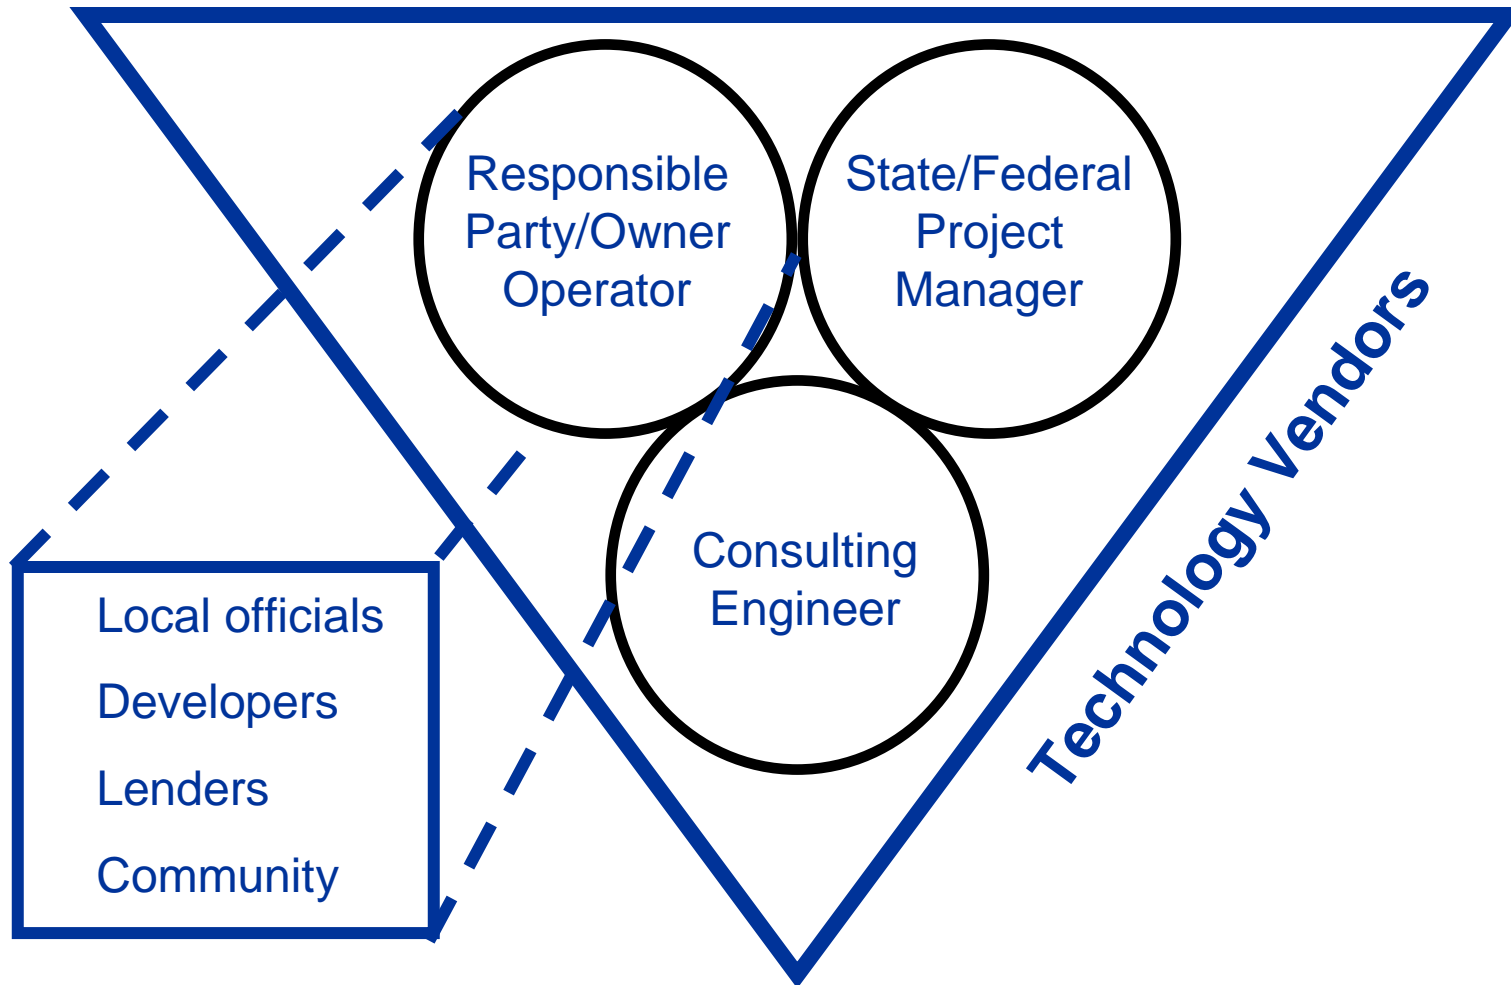 Responsible
Party/Owner
Operator
State/Federal
Project
Manager
Consulting
Engineer
Technology Vendors
Local officials
Developers
Lenders
Community